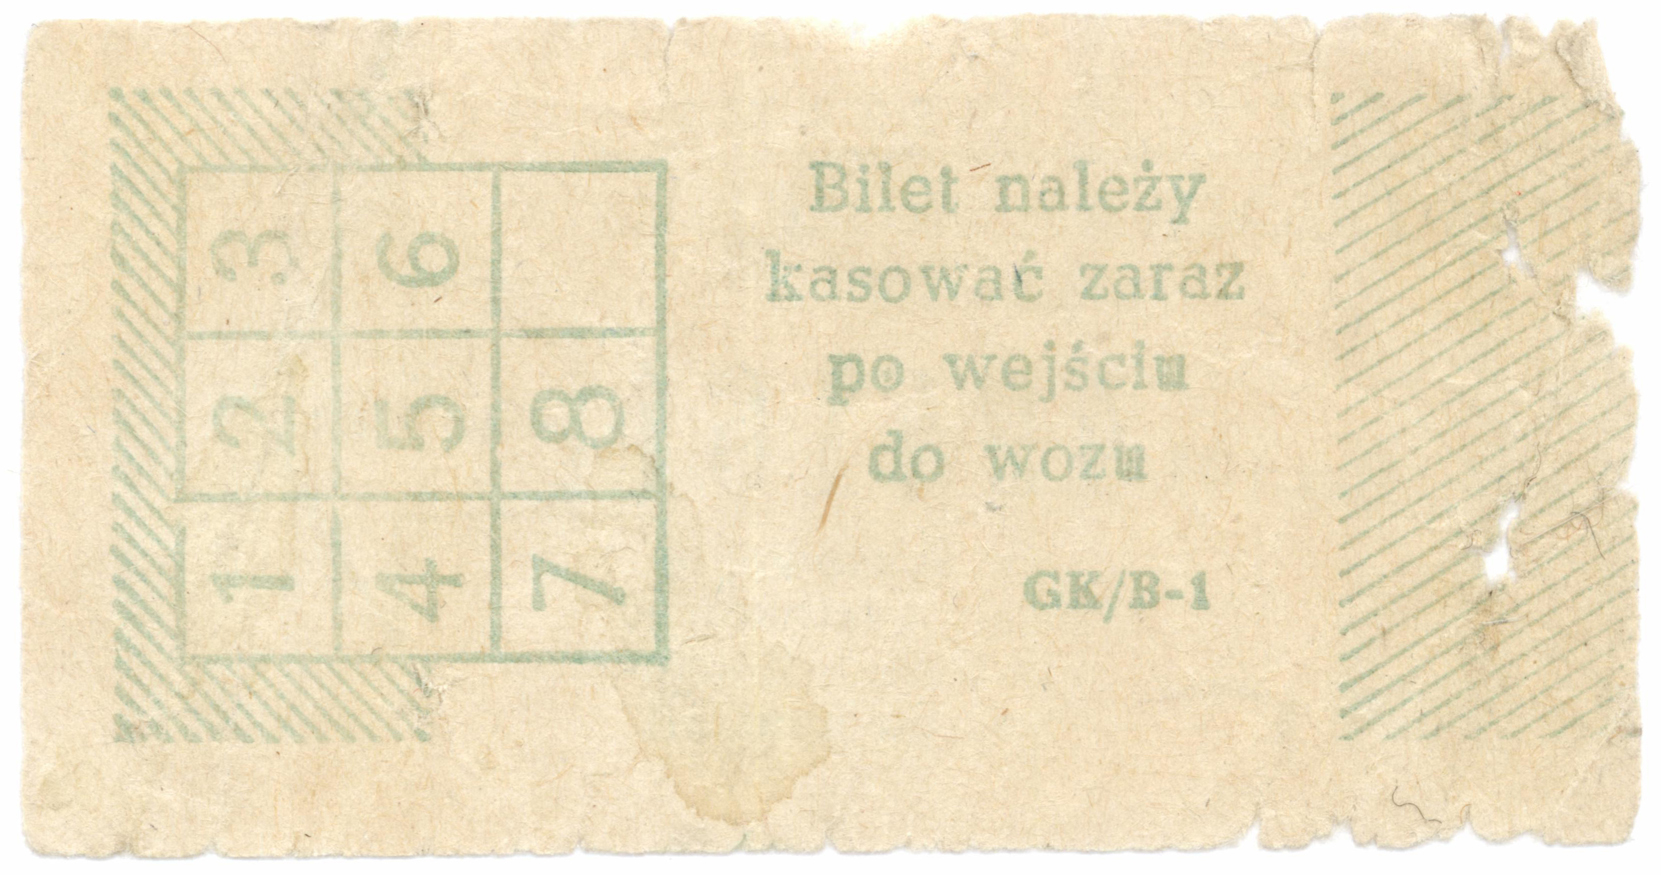 3 6
2 5 8
1 4 7
Bilet należy
kasować zaraz
po wejściu
do wozu
GK/B-1